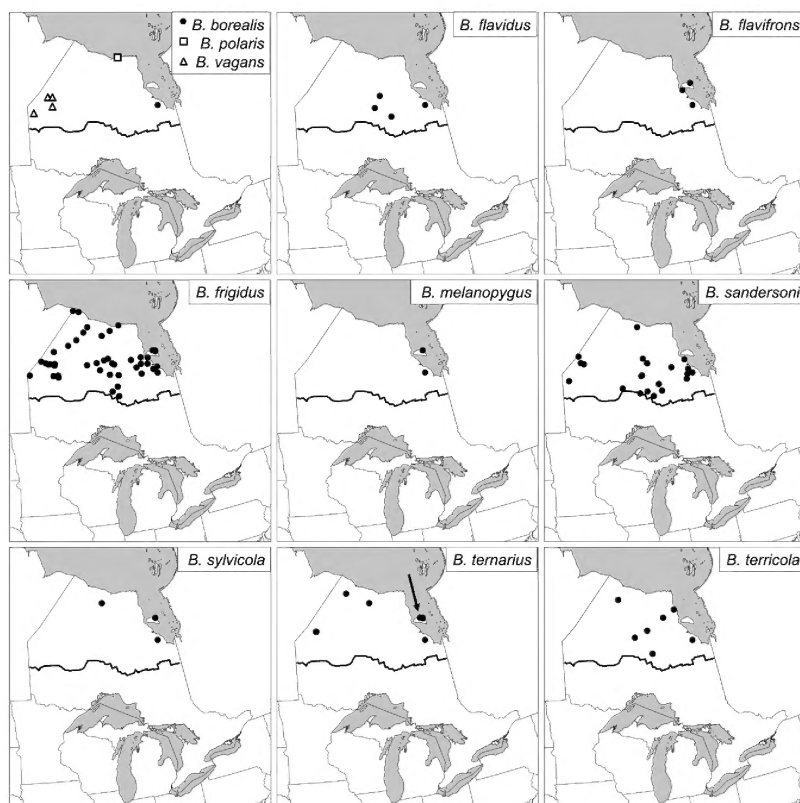 B. borealis
B. polaris
B. vagans
B. flavidus
B. flavifrons
B. frigidus
B. melanopygus
B. sandersoni
B. sylvicola
B. ternarius
B. terricola